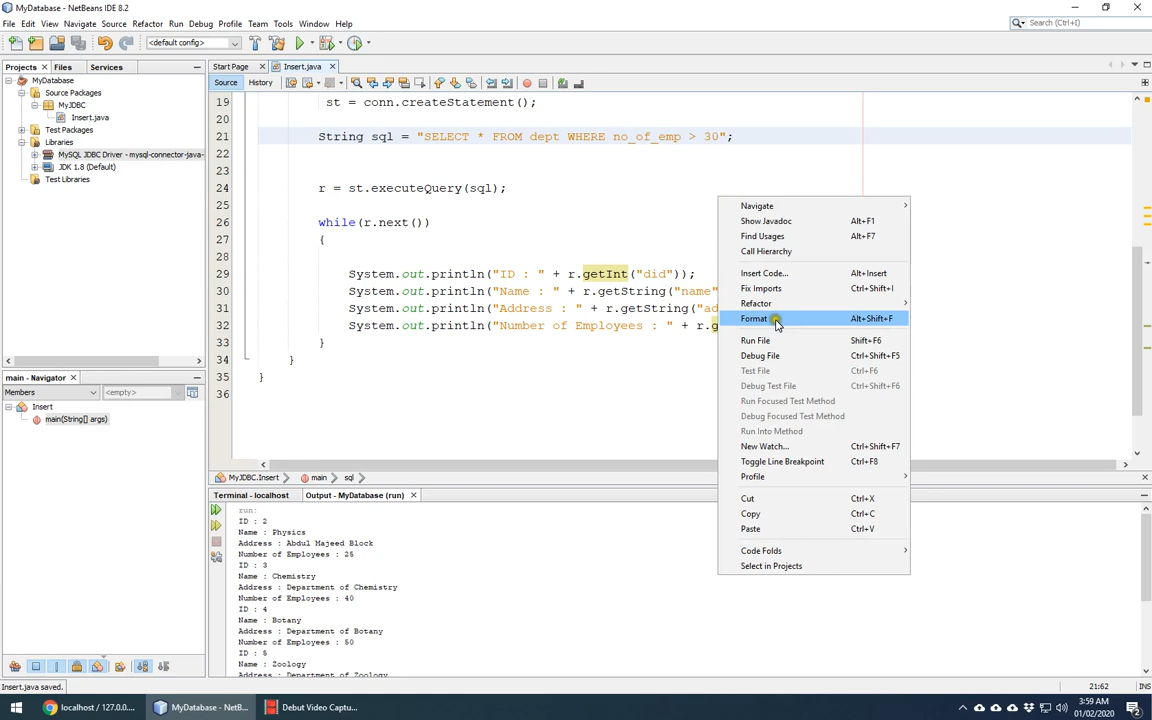 MyDatabase - NetBeans IDE 8.2
File Edit View Navigate Source Refactor Run Debug Profile Team Tools Window Help
<default config>
Search (Ctrl+I)
Projects Files Services
Start Page Insert.java
Source History
MyDatabase
Source Packages
MyJDBC
Insert.java
Test Packages
Libraries
MySQL JDBC Driver - mysql-connector-java-
JDK 1.8 (Default)
Test Libraries
19 st = conn.createStatement();
20
21 String sql = "SELECT * FROM dept WHERE no_of_emp > 30";
22
23
24 r = st.executeQuery(sql);
25
26 while(r.next())
27 {
28
29 System.out.println("ID : " + r.getInt("did"));
30 System.out.println("Name : " + r.getString("name"
31 System.out.println("Address : " + r.getString("ad
32 System.out.println("Number of Employees : " + r.g
33 }
34 }
35 }
36
Navigate
Show Javadoc Alt+F1
Find Usages Alt+F7
Call Hierarchy
Insert Code... Alt+Insert
Fix Imports Ctrl+Shift+I
Refactor
Format Alt+Shift+F
Run File Shift+F6
Debug File Ctrl+Shift+F5
Test File Ctrl+F6
Debug Test File Ctrl+Shift+F6
Run Focused Test Method
Debug Focused Test Method
Run Into Method
New Watch... Ctrl+Shift+F7
Toggle Line Breakpoint Ctrl+F8
Profile
Cut Ctrl+X
Copy Ctrl+C
Paste Ctrl+V
Code Folds
Select in Projects
main - Navigator
Members <empty>
Insert
main(String[] args)
MyJDBC.Insert main sql
Terminal - localhost Output - MyDatabase (run)
run:
ID : 2
Name : Physics
Address : Abdul Majeed Block
Number of Employees : 25
ID : 3
Name : Chemistry
Address : Department of Chemistry
Number of Employees : 40
ID : 4
Name : Botany
Address : Department of Botany
Number of Employees : 50
ID : 5
Name : Zoology
Address : Department of Zoology
Insert.java saved.
21:62 INS
localhost / 127.0.0....
MyDatabase - NetB...
Debut Video Captu...
3:59 AM
01/02/2020
2